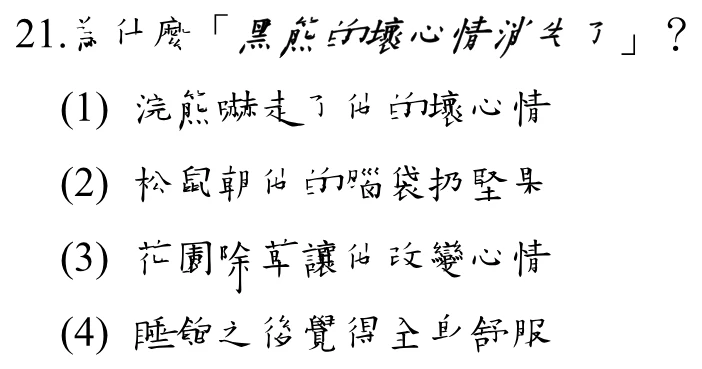 21.為什麼「黑熊的壞心情消失了」?
(1) 浣熊嚇走了他的壞心情
(2) 松鼠朝他的腦袋扔堅果
(3) 花園除草讓他改變心情
(4) 睡飽之後覺得全身舒服